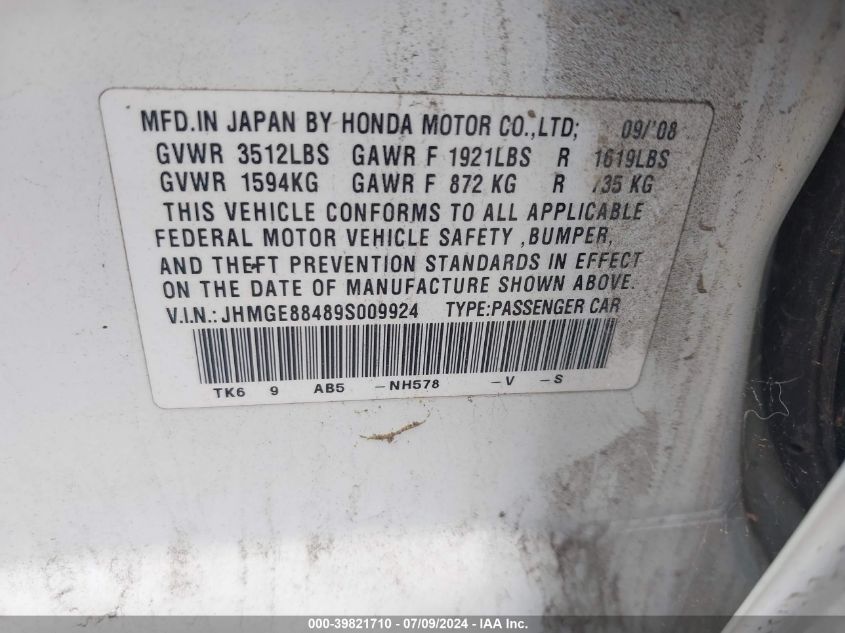 MFD.IN JAPAN BY HONDA MOTOR CO.,LTD; 09/'08
GVWR 3512LBS GAWR F 1921LBS R 1619LBS
GVWR 1594KG GAWR F 872 KG R 735 KG
THIS VEHICLE CONFORMS TO ALL APPLICABLE
FEDERAL MOTOR VEHICLE SAFETY ,BUMPER,
AND THEFT PREVENTION STANDARDS IN EFFECT
ON THE DATE OF MANUFACTURE SHOWN ABOVE.
V.I.N.: JHMGE88489S009924 TYPE:PASSENGER CAR
TK6 9 AB5 -NH578 -V -S
000-39821710 - 07/09/2024 - IAA Inc.